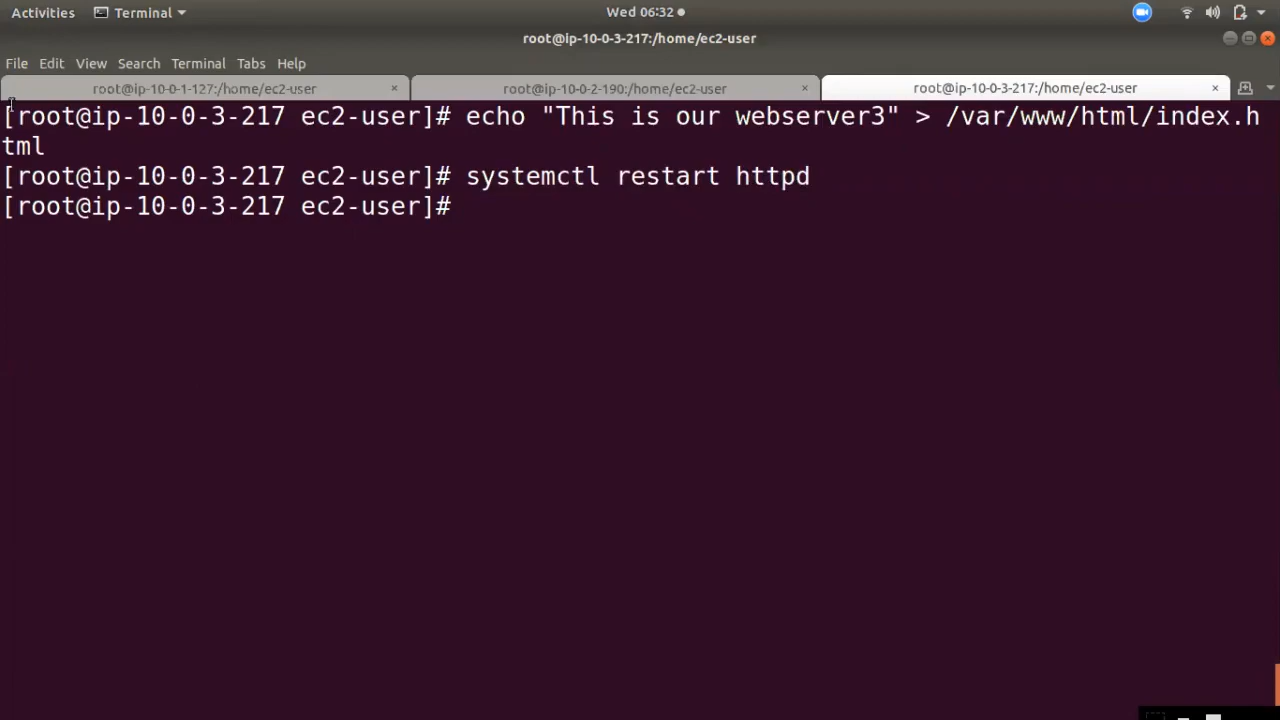 Activities Terminal Wed 06:32
root@ip-10-0-3-217:/home/ec2-user
File Edit View Search Terminal Tabs Help
root@ip-10-0-1-127:/home/ec2-user × root@ip-10-0-2-190:/home/ec2-user × root@ip-10-0-3-217:/home/ec2-user ×
[root@ip-10-0-3-217 ec2-user]# echo "This is our webserver3" > /var/www/html/index.h
tml
[root@ip-10-0-3-217 ec2-user]# systemctl restart httpd
[root@ip-10-0-3-217 ec2-user]#